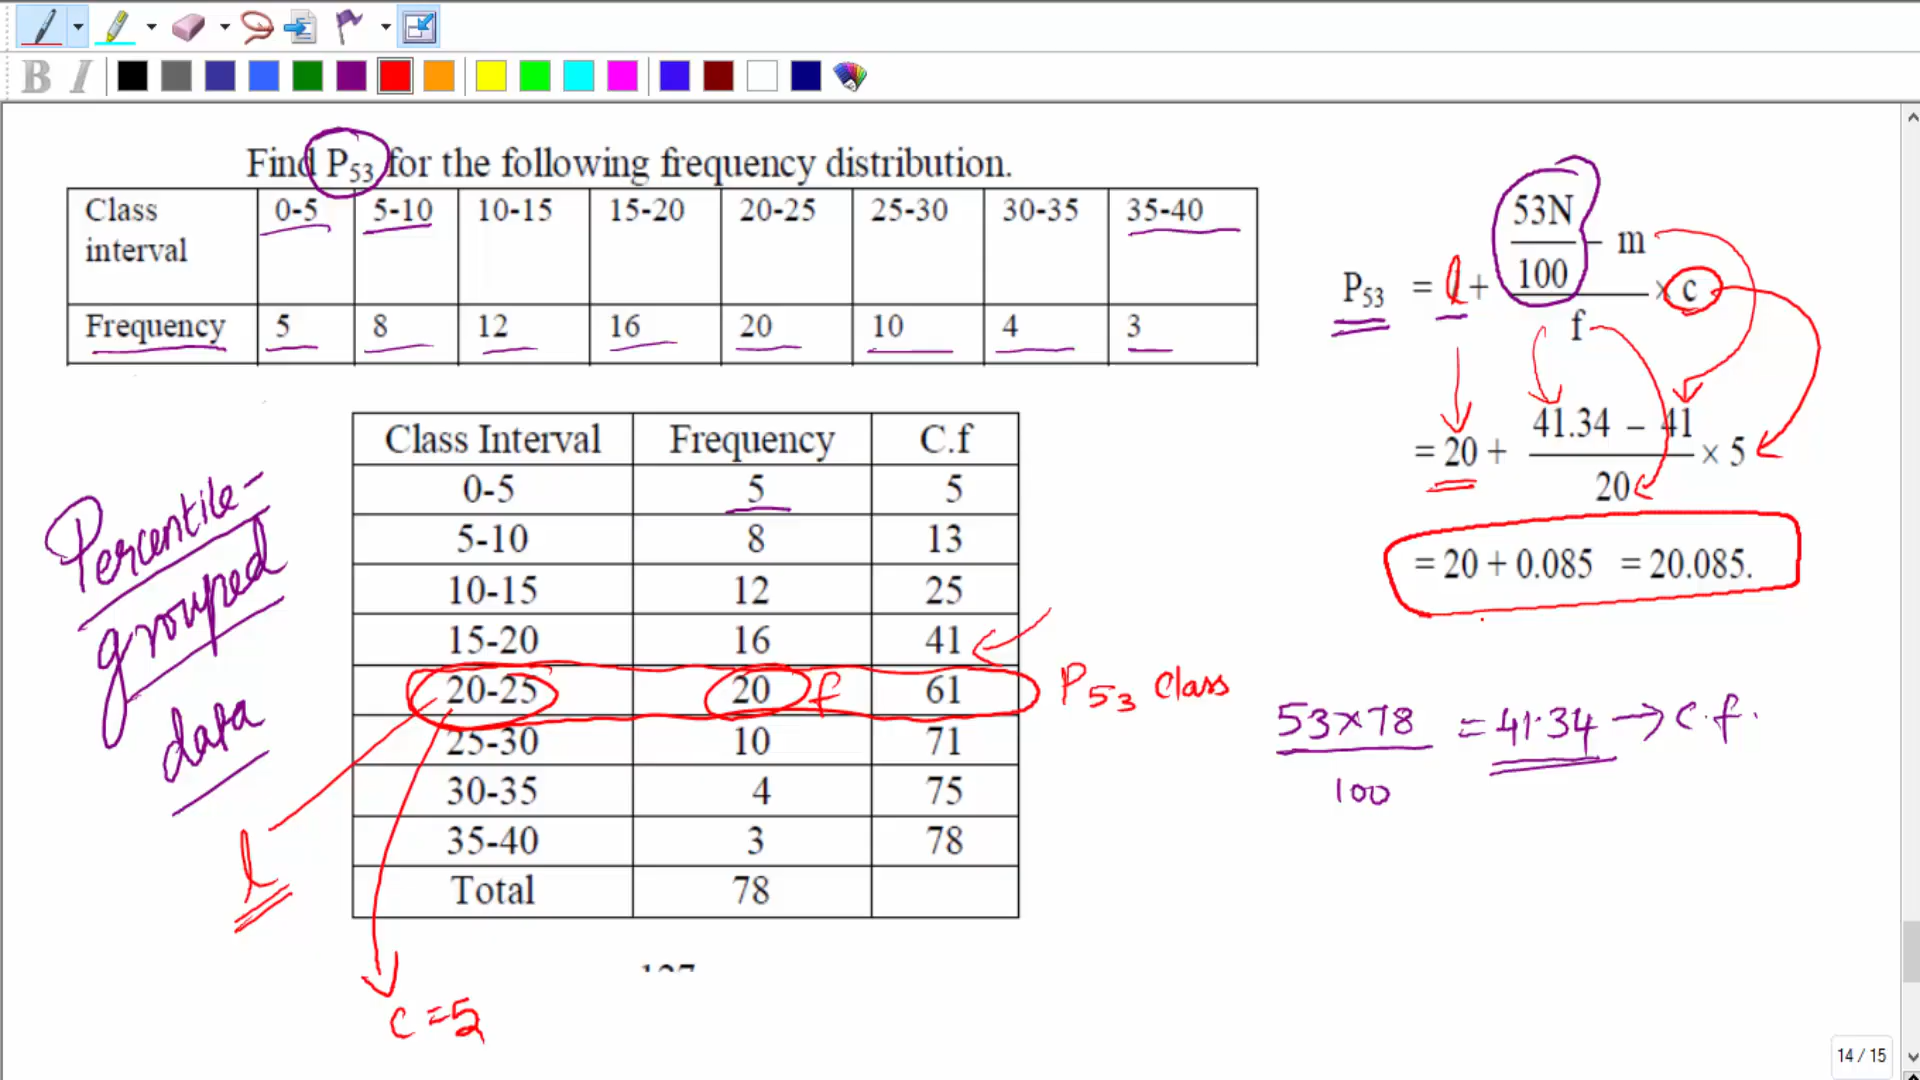 B I
Find P53 for the following frequency distribution.
Class interval 0-5 5-10 10-15 15-20 20-25 25-30 30-35 35-40
Frequency 5 8 12 16 20 10 4 3
Class Interval Frequency C.f
0-5 5 5
5-10 8 13
10-15 12 25
15-20 16 41
20-25 20 f 61
25-30 10 71
30-35 4 75
35-40 3 78
Total 78
P53 class
Percentile-
grouped
data
l
c=5
P53 = l + 53N/100 – m / f × c
= 20 + 41.34 – 41 / 20 × 5
= 20 + 0.085 = 20.085.
53×78 / 100 = 41.34 → c.f.
14 / 15